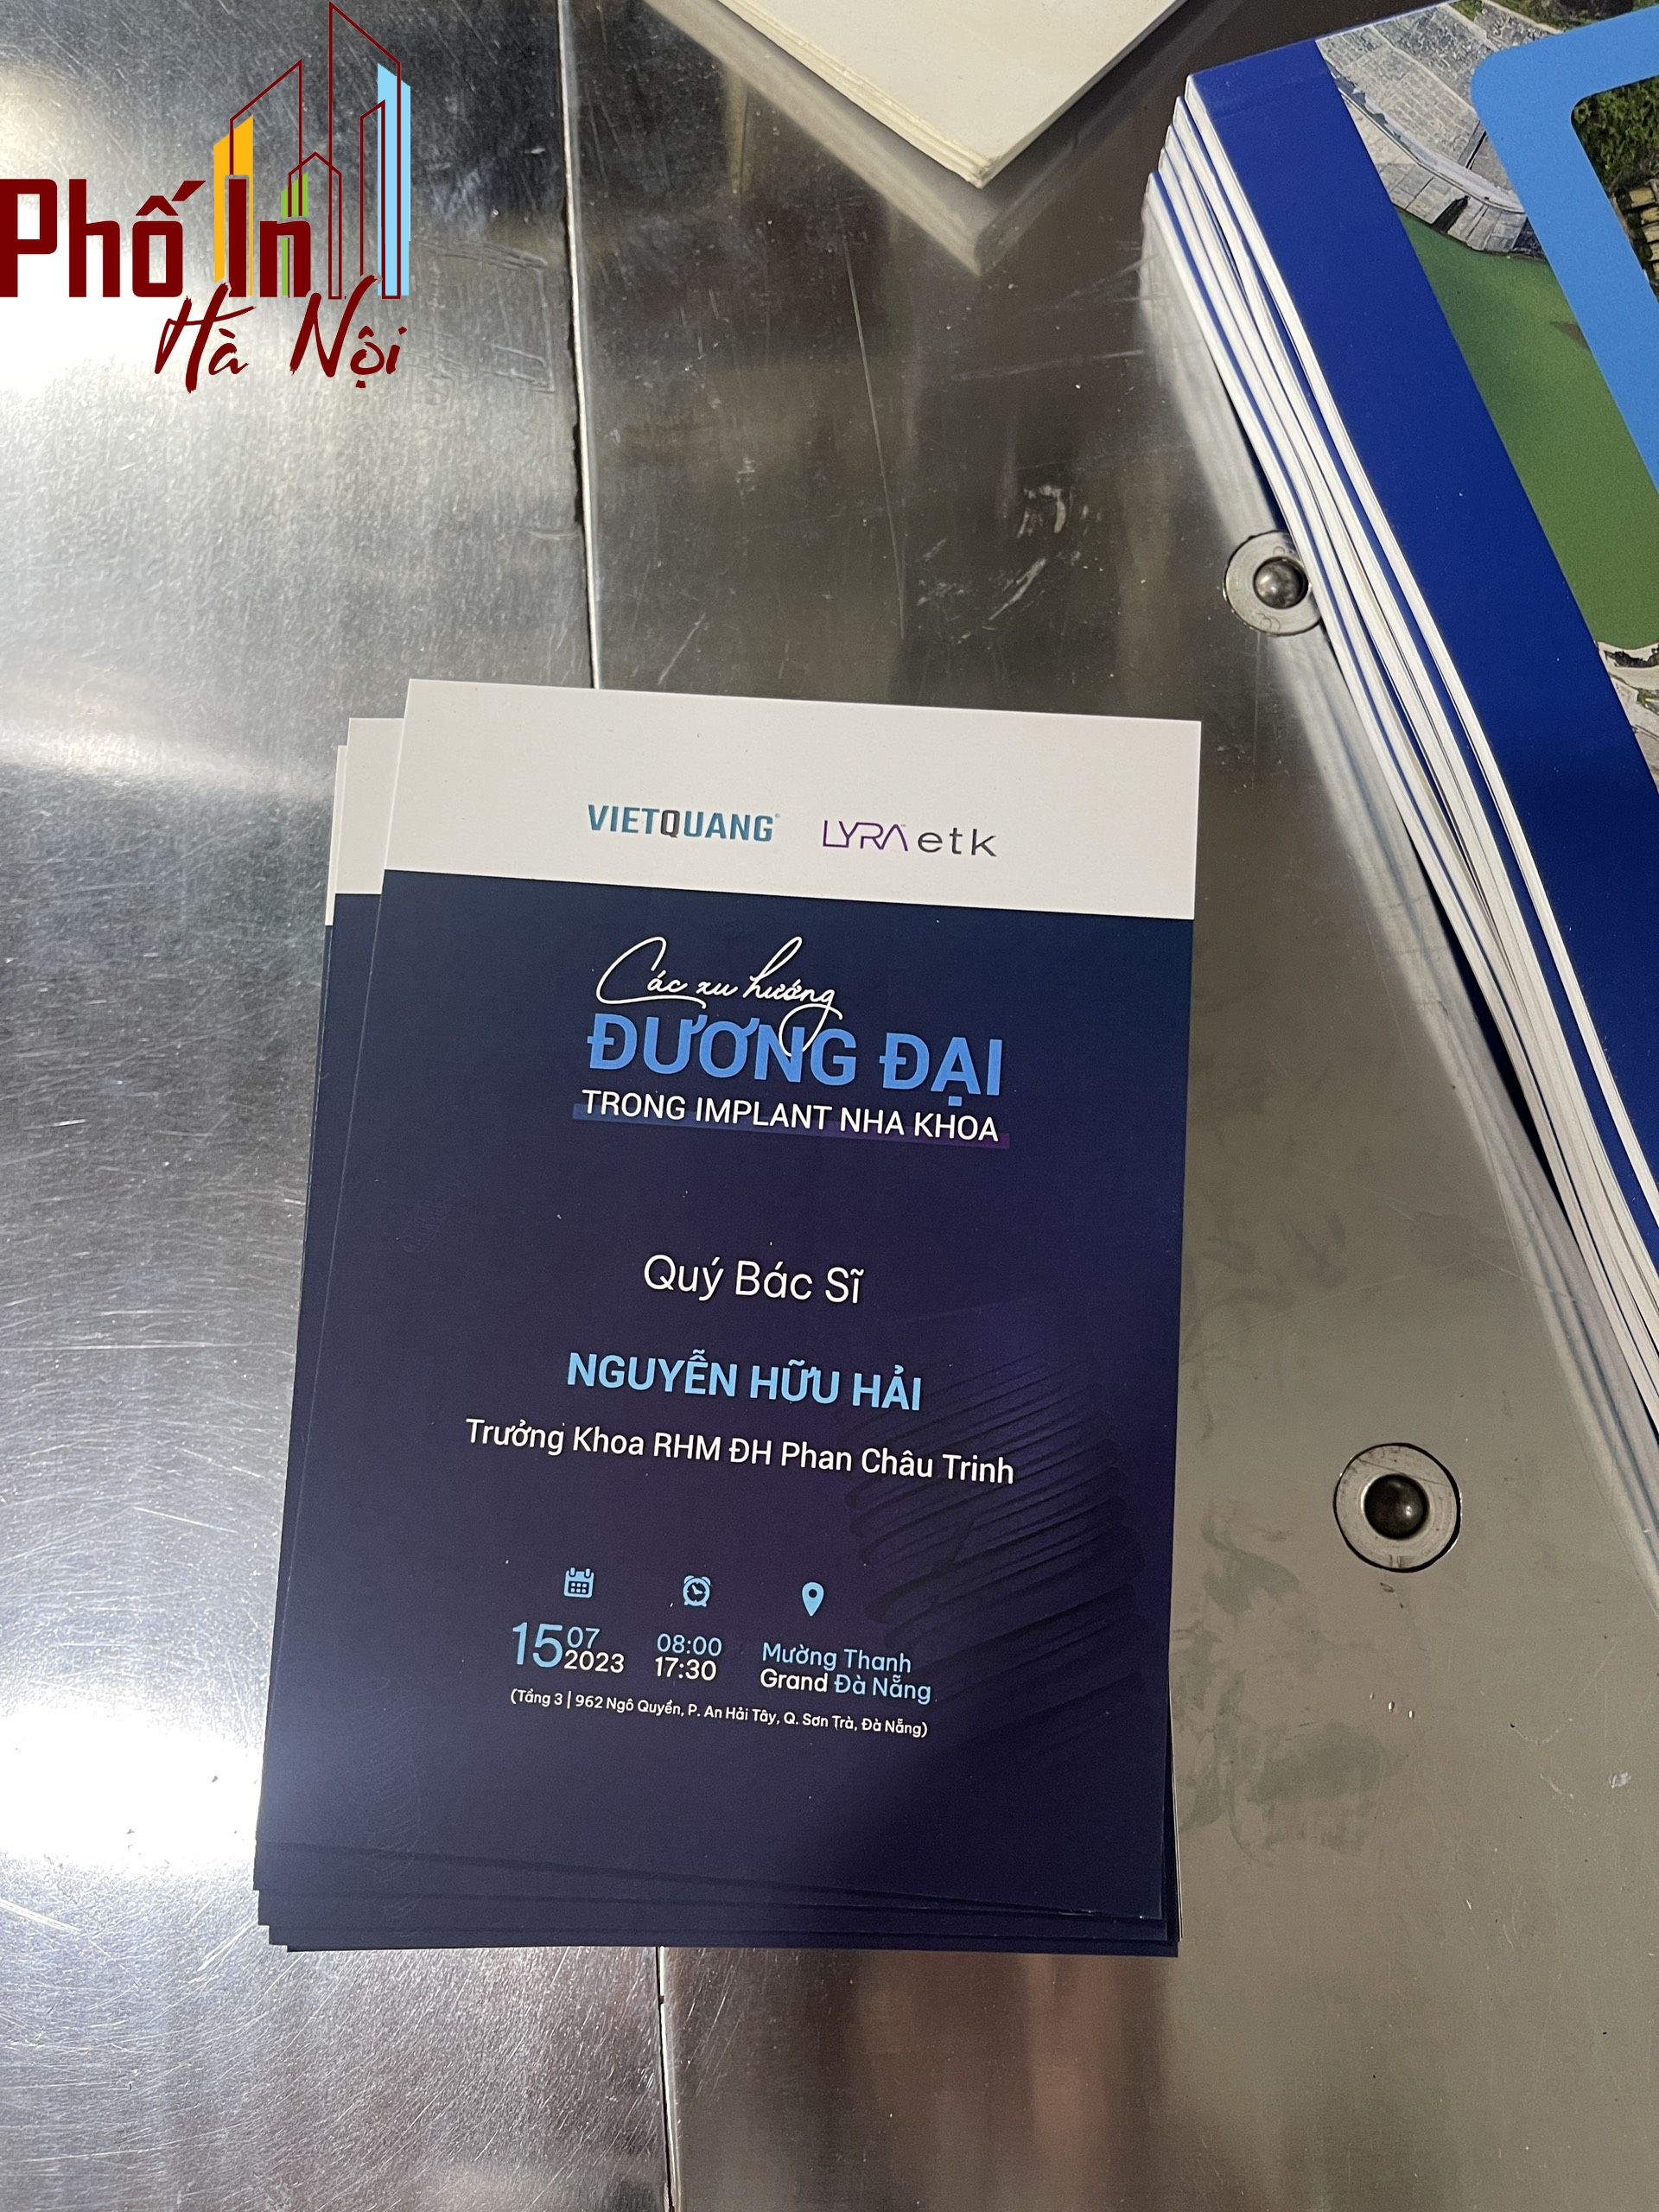 Phố In
Hà Nội
VIETQUANG
LYRA etk
Các xu hướng
ĐƯƠNG ĐẠI
TRONG IMPLANT NHA KHOA
Quý Bác Sĩ
NGUYỄN HỮU HẢI
Trưởng Khoa RHM ĐH Phan Châu Trinh
15 07 2023
08:00 17:30
Mường Thanh
Grand Đà Nẵng
(Tầng 3 | 962 Ngô Quyền, P. An Hải Tây, Q. Sơn Trà, Đà Nẵng)